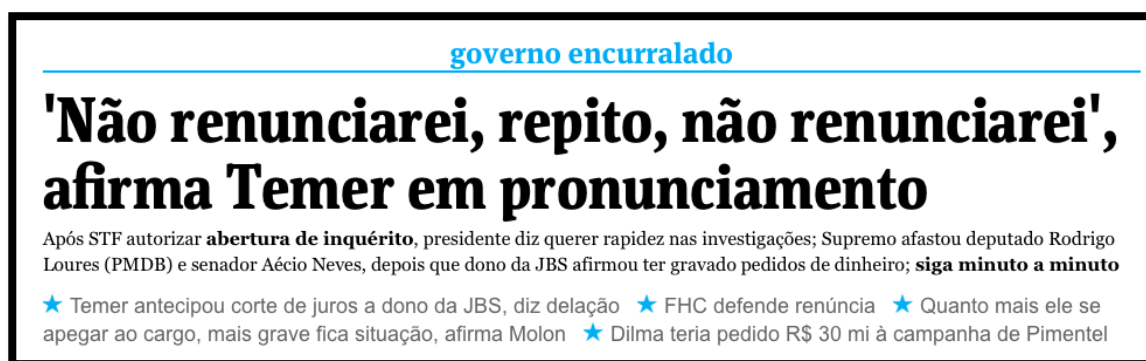 governo encurralado
'Não renunciarei, repito, não renunciarei',
afirma Temer em pronunciamento
Após STF autorizar abertura de inquérito, presidente diz querer rapidez nas investigações; Supremo afastou deputado Rodrigo
Loures (PMDB) e senador Aécio Neves, depois que dono da JBS afirmou ter gravado pedidos de dinheiro; siga minuto a minuto
★ Temer antecipou corte de juros a dono da JBS, diz delação ★ FHC defende renúncia ★ Quanto mais ele se
apegar ao cargo, mais grave fica situação, afirma Molon ★ Dilma teria pedido R$ 30 mi à campanha de Pimentel